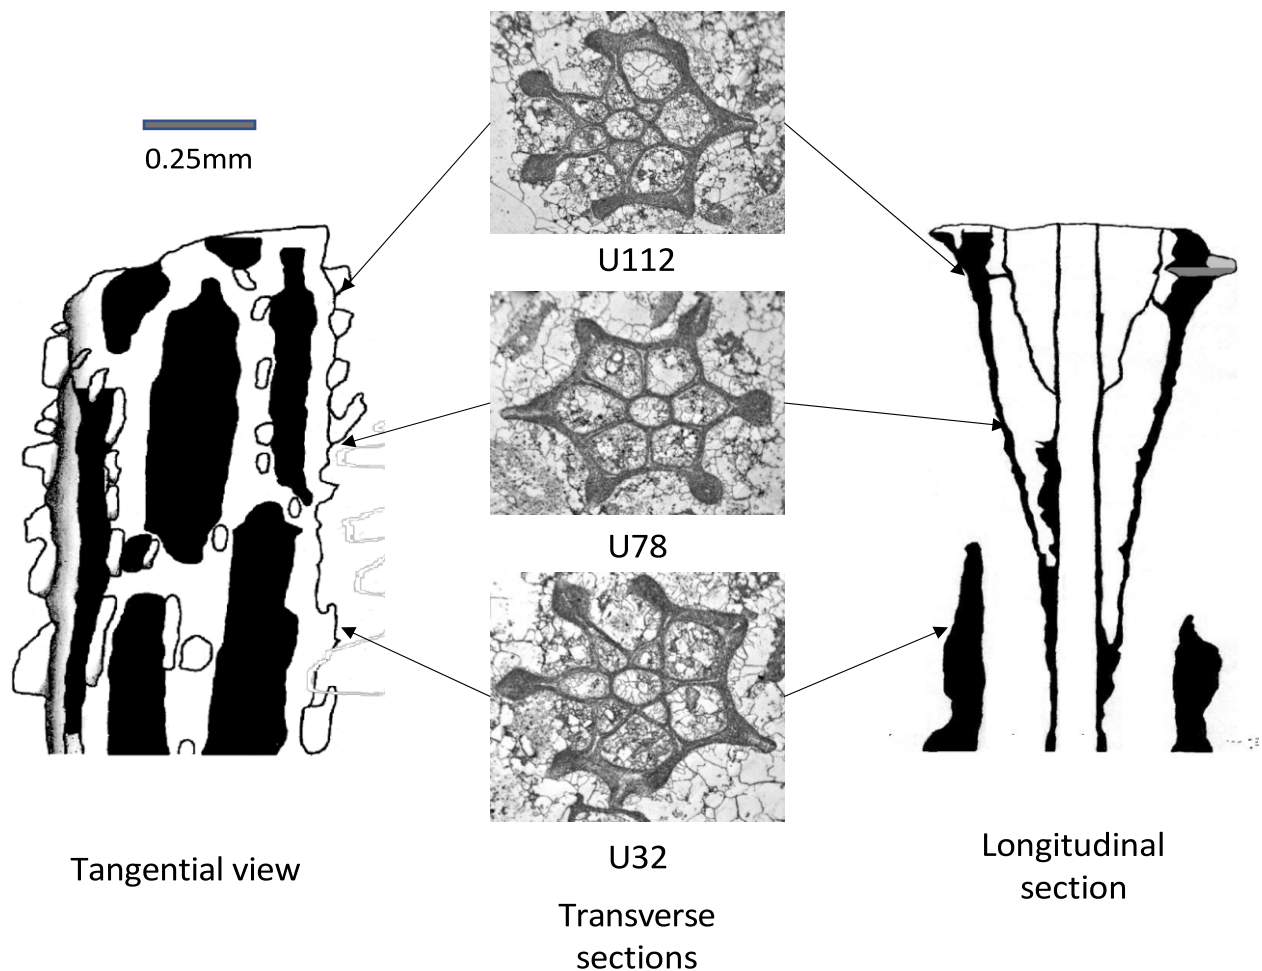 0.25mm
U112
U78
U32
Tangential view
Transverse
sections
Longitudinal
section